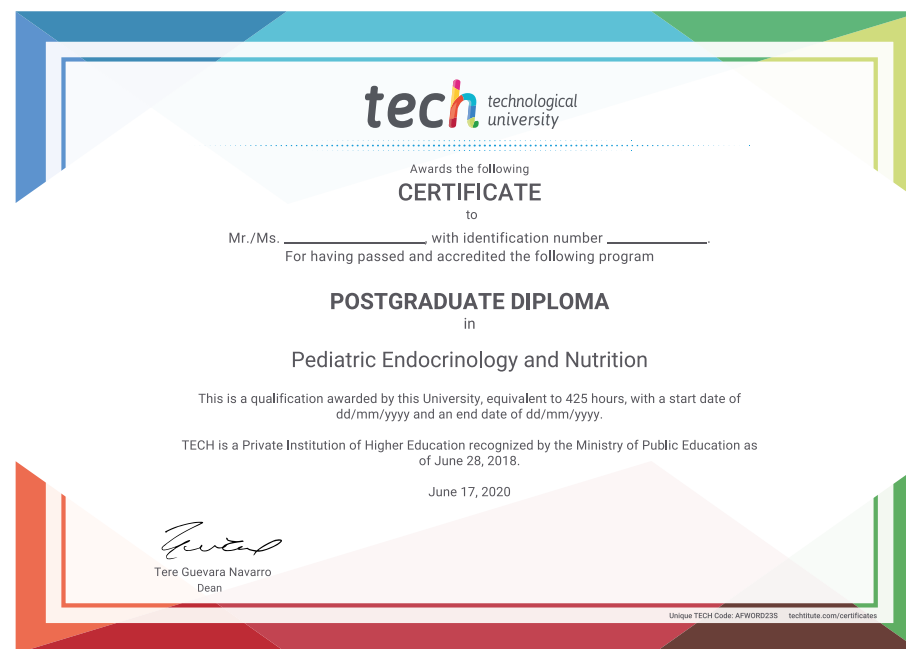 tech technological
university
Awards the following
CERTIFICATE
to
Mr./Ms. ____________________, with identification number ______________.
For having passed and accredited the following program
POSTGRADUATE DIPLOMA
in
Pediatric Endocrinology and Nutrition
This is a qualification awarded by this University, equivalent to 425 hours, with a start date of
dd/mm/yyyy and an end date of dd/mm/yyyy.
TECH is a Private Institution of Higher Education recognized by the Ministry of Public Education as
of June 28, 2018.
June 17, 2020
Tere Guevara Navarro
Dean
Unique TECH Code: AFWORD23S techtitute.com/certificates